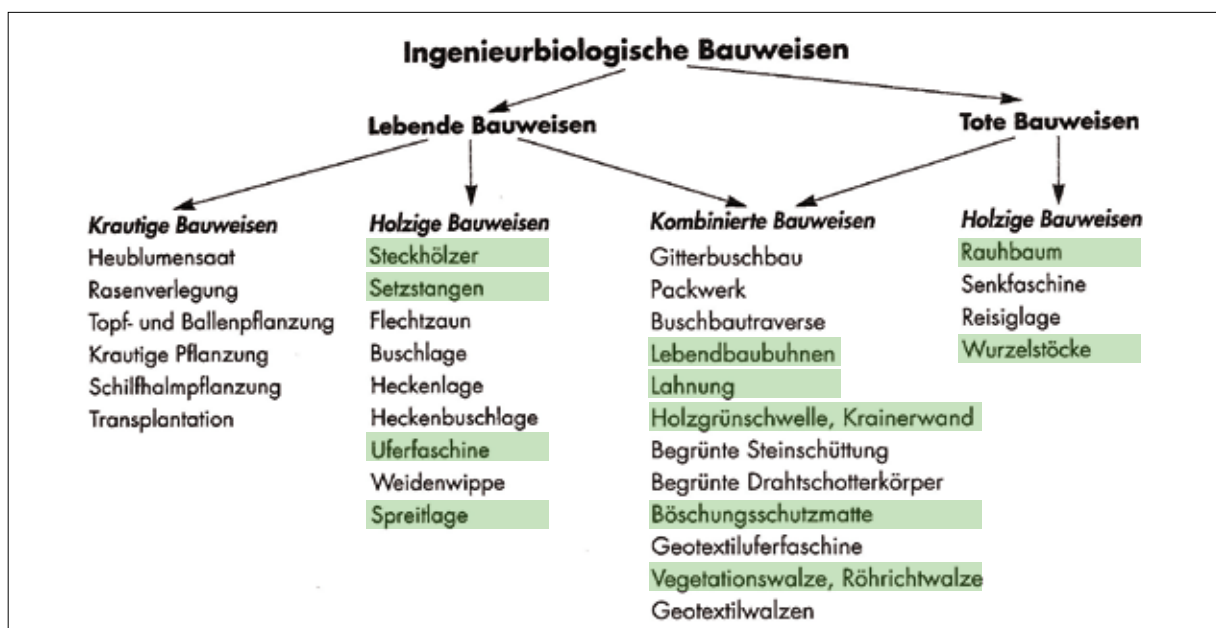 Ingenieurbiologische Bauweisen
Lebende Bauweisen
Tote Bauweisen
Krautige Bauweisen
Heublumensaat
Rasenverlegung
Topf- und Ballenpflanzung
Krautige Pflanzung
Schilfhalmpflanzung
Transplantation
Holzige Bauweisen
Steckhölzer
Setzstangen
Flechtzaun
Buschlage
Heckenlage
Heckenbuschlage
Uferfaschine
Weidenwippe
Spreitlage
Kombinierte Bauweisen
Gitterbuschbau
Packwerk
Buschbautraverse
Lebendbaubuhnen
Lahnung
Holzgrünschwelle, Krainerwand
Begrünte Steinschüttung
Begrünte Drahtschotterkörper
Böschungsschutzmatte
Geotextiluferfaschine
Vegetationswalze, Röhrichtwalze
Geotextilwalzen
Holzige Bauweisen
Rauhbaum
Senkfaschine
Reisiglage
Wurzelstöcke